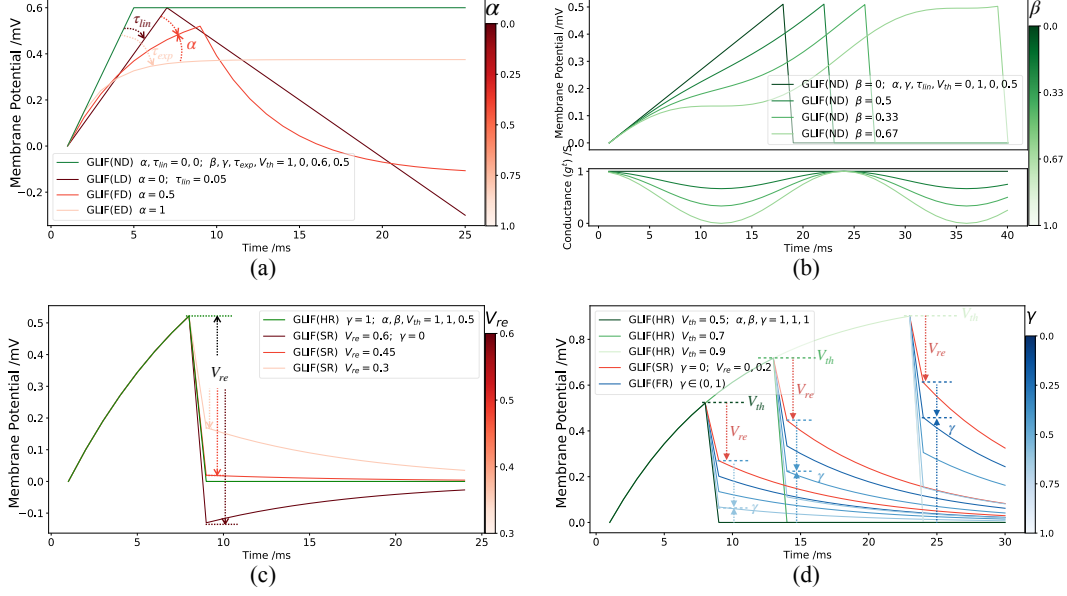 0.6
0.4
0.2
0.0
−0.2
Membrane Potential /mV
τlin
τexp
α
GLIF(ND) α, τlin = 0, 0; β, γ, τexp, Vth = 1, 0, 0.6, 0.5
GLIF(LD) α = 0; τlin = 0.05
GLIF(FD) α = 0.5
GLIF(ED) α = 1
0 5 10 15 20 25
Time /ms
α
0.0
0.25
0.5
0.75
1.0
(a)
0.5
0.4
0.3
0.2
0.1
0.0
Membrane Potential /mV
GLIF(ND) β = 0; α, γ, τlin, Vth = 0, 1, 0, 0.5
GLIF(ND) β = 0.5
GLIF(ND) β = 0.33
GLIF(ND) β = 0.67
1
0
Conductance (gt) /S
0 5 10 15 20 25 30 35 40
Time /ms
β
0.0
0.33
0.67
1.0
(b)
0.5
0.4
0.3
0.2
0.1
0.0
−0.1
Membrane Potential /mV
Vre
GLIF(HR) γ = 1; α, β, Vth = 1, 1, 0.5
GLIF(SR) Vre = 0.6; γ = 0
GLIF(SR) Vre = 0.45
GLIF(SR) Vre = 0.3
0 5 10 15 20 25
Time /ms
Vre
0.6
0.5
0.4
0.3
(c)
0.8
0.6
0.4
0.2
0.0
Membrane Potential /mV
GLIF(HR) Vth = 0.5; α, β, γ = 1, 1, 1
GLIF(HR) Vth = 0.7
GLIF(HR) Vth = 0.9
GLIF(SR) γ = 0; Vre = 0, 0.2
GLIF(FR) γ ∈ (0, 1)
Vth
Vre
Vth
Vre
Vth
Vre
γ
γ
γ
0 5 10 15 20 25 30
Time /ms
γ
0.0
0.25
0.5
0.75
1.0
(d)